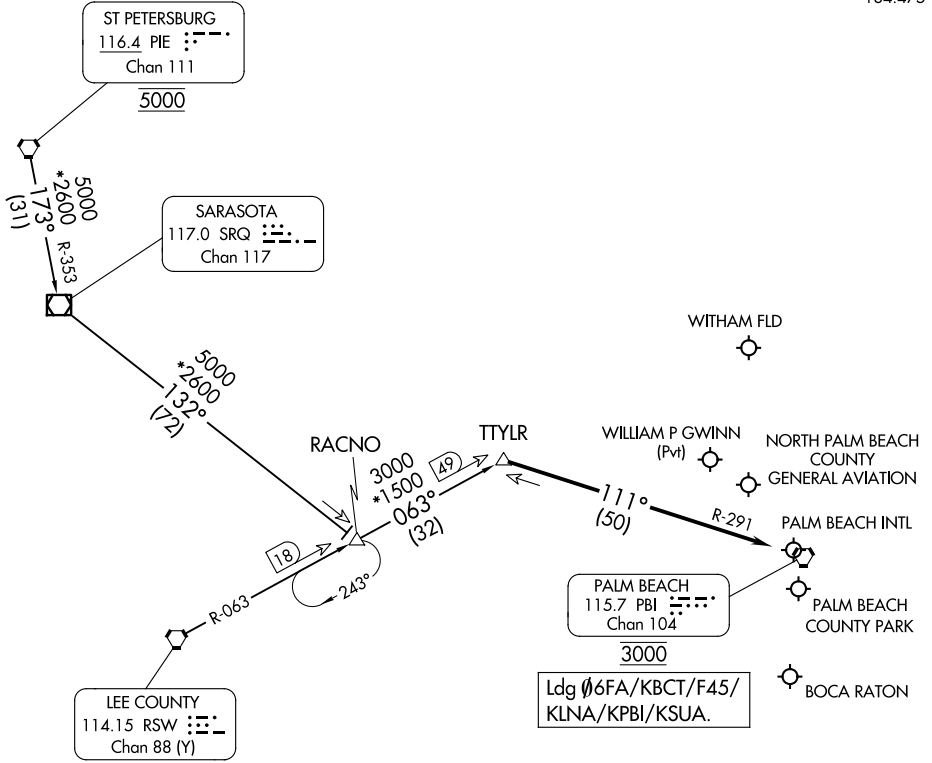 ST PETERSBURG
116.4 PIE
Chan 111
5000
5000
*2600
173°
(31)
R-353
SARASOTA
117.0 SRQ
Chan 117
5000
*2600
132°
(72)
WITHAM FLD
RACNO
TTYLR
WILLIAM P GWINN
(Pvt)
NORTH PALM BEACH
COUNTY
GENERAL AVIATION
3000
*1500
063°
(32)
49
111°
(50)
R-291
PALM BEACH INTL
18
243°
R-063
PALM BEACH
115.7 PBI
Chan 104
3000
PALM BEACH
COUNTY PARK
Ldg Ø6FA/KBCT/F45/
KLNA/KPBI/KSUA.
BOCA RATON
LEE COUNTY
114.15 RSW
Chan 88 (Y)